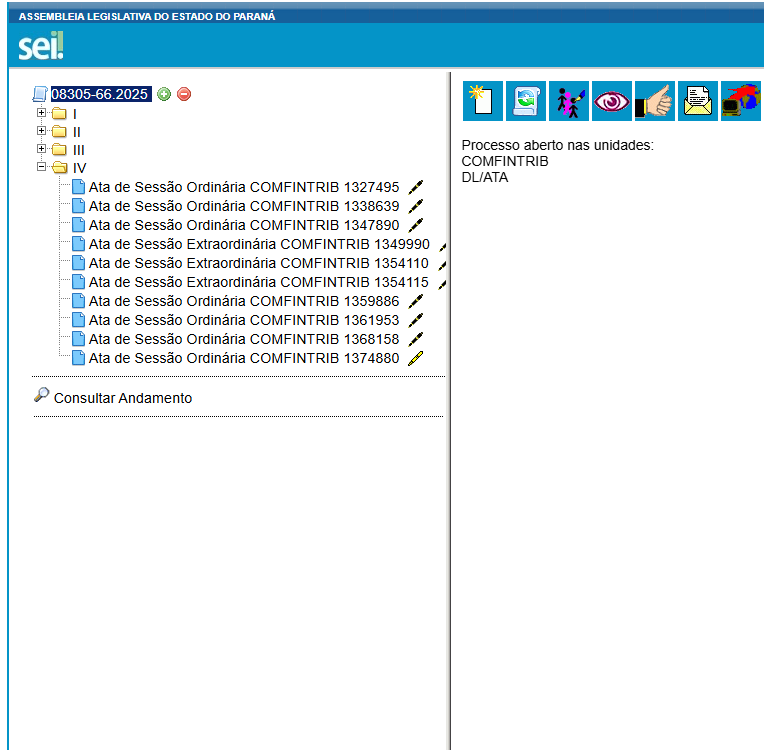 ASSEMBLEIA LEGISLATIVA DO ESTADO DO PARANÁ
sei!
08305-66.2025
I
II
III
IV
Ata de Sessão Ordinária COMFINTRIB 1327495
Ata de Sessão Ordinária COMFINTRIB 1338639
Ata de Sessão Ordinária COMFINTRIB 1347890
Ata de Sessão Extraordinária COMFINTRIB 1349990
Ata de Sessão Extraordinária COMFINTRIB 1354110
Ata de Sessão Extraordinária COMFINTRIB 1354115
Ata de Sessão Ordinária COMFINTRIB 1359886
Ata de Sessão Ordinária COMFINTRIB 1361953
Ata de Sessão Ordinária COMFINTRIB 1368158
Ata de Sessão Ordinária COMFINTRIB 1374880
Consultar Andamento
Processo aberto nas unidades:
COMFINTRIB
DL/ATA